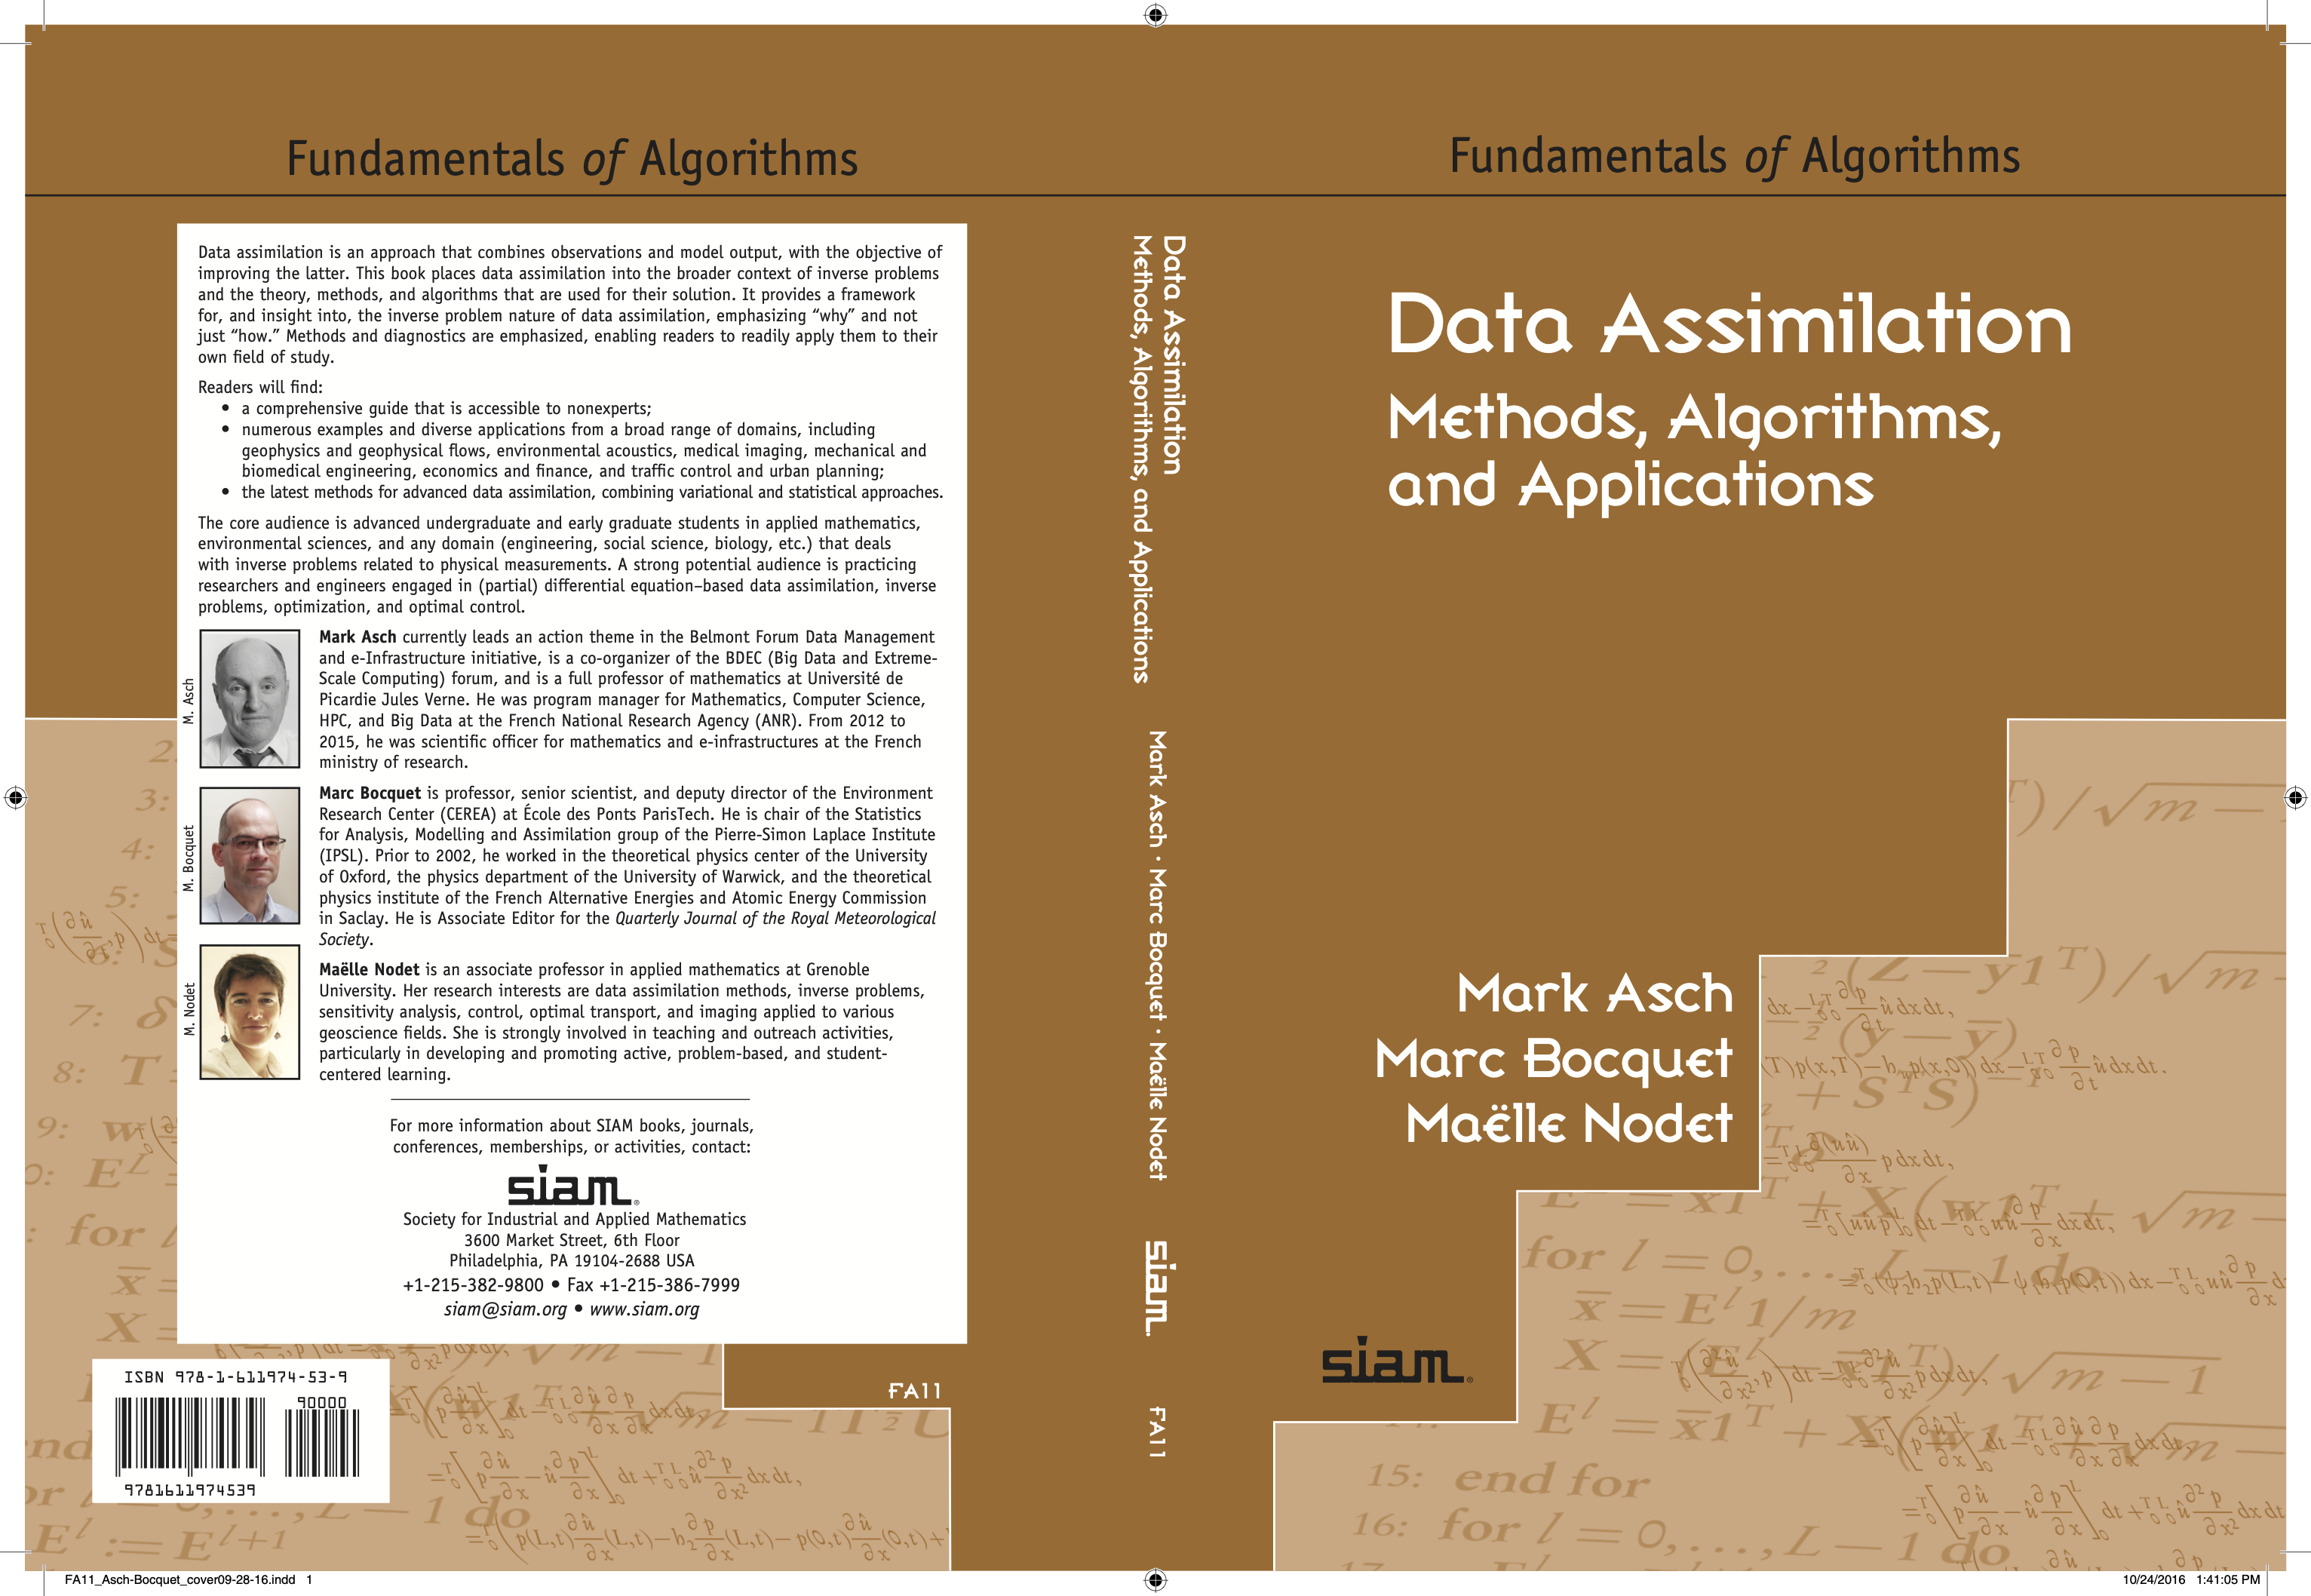 Fundamentals of Algorithms
Data assimilation is an approach that combines observations and model output, with the objective of
improving the latter. This book places data assimilation into the broader context of inverse problems
and the theory, methods, and algorithms that are used for their solution. It provides a framework
for, and insight into, the inverse problem nature of data assimilation, emphasizing “why” and not
just “how.” Methods and diagnostics are emphasized, enabling readers to readily apply them to their
own field of study.
Readers will find:
• a comprehensive guide that is accessible to nonexperts;
• numerous examples and diverse applications from a broad range of domains, including
geophysics and geophysical flows, environmental acoustics, medical imaging, mechanical and
biomedical engineering, economics and finance, and traffic control and urban planning;
• the latest methods for advanced data assimilation, combining variational and statistical approaches.
The core audience is advanced undergraduate and early graduate students in applied mathematics,
environmental sciences, and any domain (engineering, social science, biology, etc.) that deals
with inverse problems related to physical measurements. A strong potential audience is practicing
researchers and engineers engaged in (partial) differential equation–based data assimilation, inverse
problems, optimization, and optimal control.
M. Asch
Mark Asch currently leads an action theme in the Belmont Forum Data Management
and e-Infrastructure initiative, is a co-organizer of the BDEC (Big Data and Extreme-
Scale Computing) forum, and is a full professor of mathematics at Université de
Picardie Jules Verne. He was program manager for Mathematics, Computer Science,
HPC, and Big Data at the French National Research Agency (ANR). From 2012 to
2015, he was scientific officer for mathematics and e-infrastructures at the French
ministry of research.
M. Bocquet
Marc Bocquet is professor, senior scientist, and deputy director of the Environment
Research Center (CEREA) at École des Ponts ParisTech. He is chair of the Statistics
for Analysis, Modelling and Assimilation group of the Pierre-Simon Laplace Institute
(IPSL). Prior to 2002, he worked in the theoretical physics center of the University
of Oxford, the physics department of the University of Warwick, and the theoretical
physics institute of the French Alternative Energies and Atomic Energy Commission
in Saclay. He is Associate Editor for the Quarterly Journal of the Royal Meteorological
Society.
M. Nodet
Maëlle Nodet is an associate professor in applied mathematics at Grenoble
University. Her research interests are data assimilation methods, inverse problems,
sensitivity analysis, control, optimal transport, and imaging applied to various
geoscience fields. She is strongly involved in teaching and outreach activities,
particularly in developing and promoting active, problem-based, and student-
centered learning.
For more information about SIAM books, journals,
conferences, memberships, or activities, contact:
siam®
Society for Industrial and Applied Mathematics
3600 Market Street, 6th Floor
Philadelphia, PA 19104-2688 USA
+1-215-382-9800 • Fax +1-215-386-7999
siam@siam.org • www.siam.org
ISBN 978-1-611974-53-9
90000
9781611974539
FA11
Data Assimilation
Methods, Algorithms, and Applications
Mark Asch · Marc Bocquet · Maëlle Nodet
siam®
FA11
Fundamentals of Algorithms
Data Assimilation
Methods, Algorithms,
and Applications
Mark Asch
Marc Bocquet
Maëlle Nodet
siam®
for l = 0,…,L − 1 do
x̄ = E^l 1/m
15: end for
16: for l = 0,…,L − 1 do
E^l := E^l+1
FA11_Asch-Bocquet_cover09-28-16.indd 1
10/24/2016 1:41:05 PM